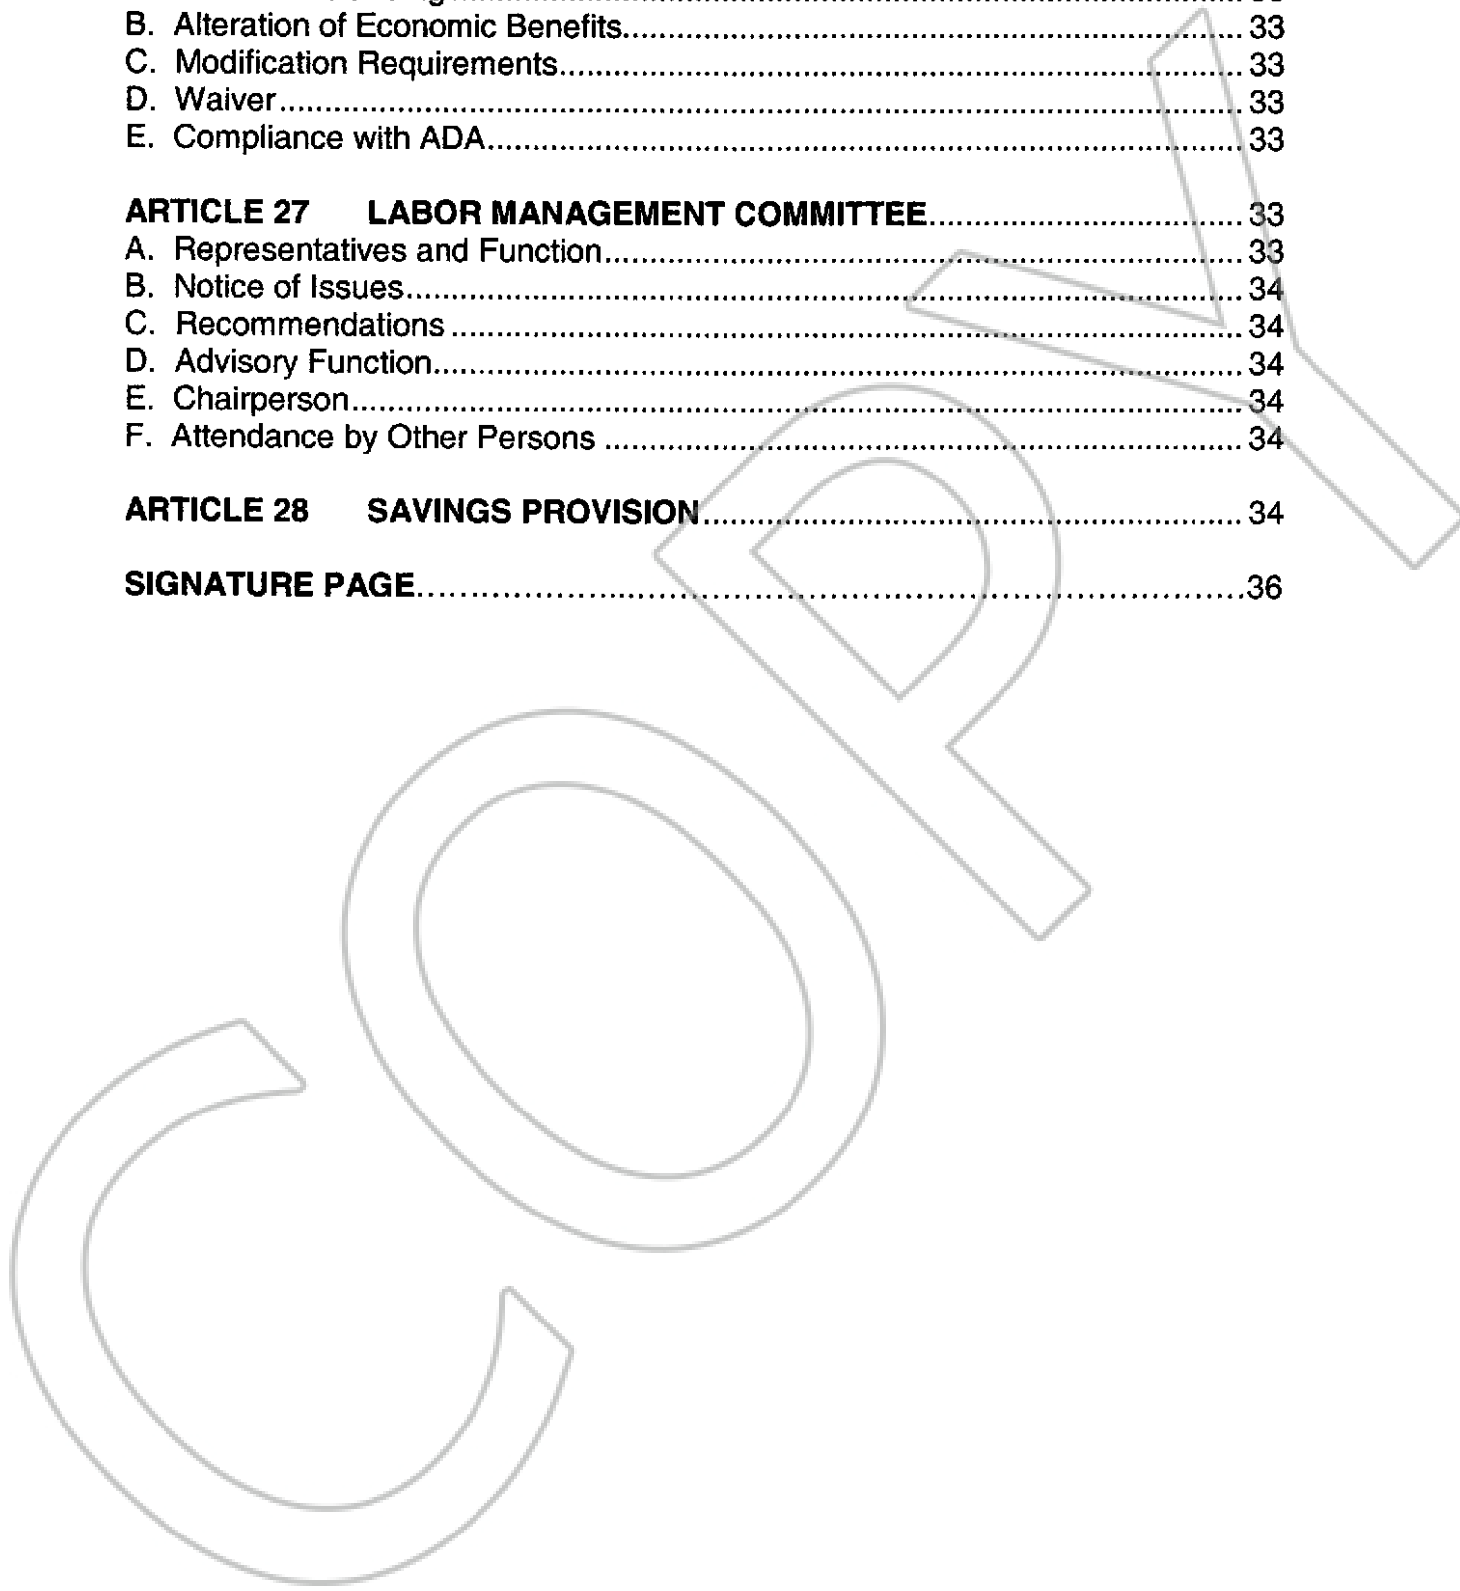 B. Alteration of Economic Benefits.......... 33
C. Modification Requirements.......... 33
D. Waiver.......... 33
E. Compliance with ADA.......... 33
ARTICLE 27 LABOR MANAGEMENT COMMITTEE.......... 33
A. Representatives and Function.......... 33
B. Notice of Issues.......... 34
C. Recommendations.......... 34
D. Advisory Function.......... 34
E. Chairperson.......... 34
F. Attendance by Other Persons.......... 34
ARTICLE 28 SAVINGS PROVISION.......... 34
SIGNATURE PAGE.......... 36
COPY